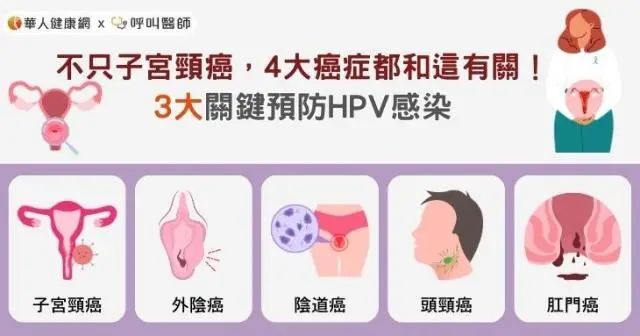 華人健康網 x 呼叫醫師
不只子宮頸癌，4大癌症都和這有關！
3大關鍵預防HPV感染
子宮頸癌
外陰癌
陰道癌
頭頸癌
肛門癌